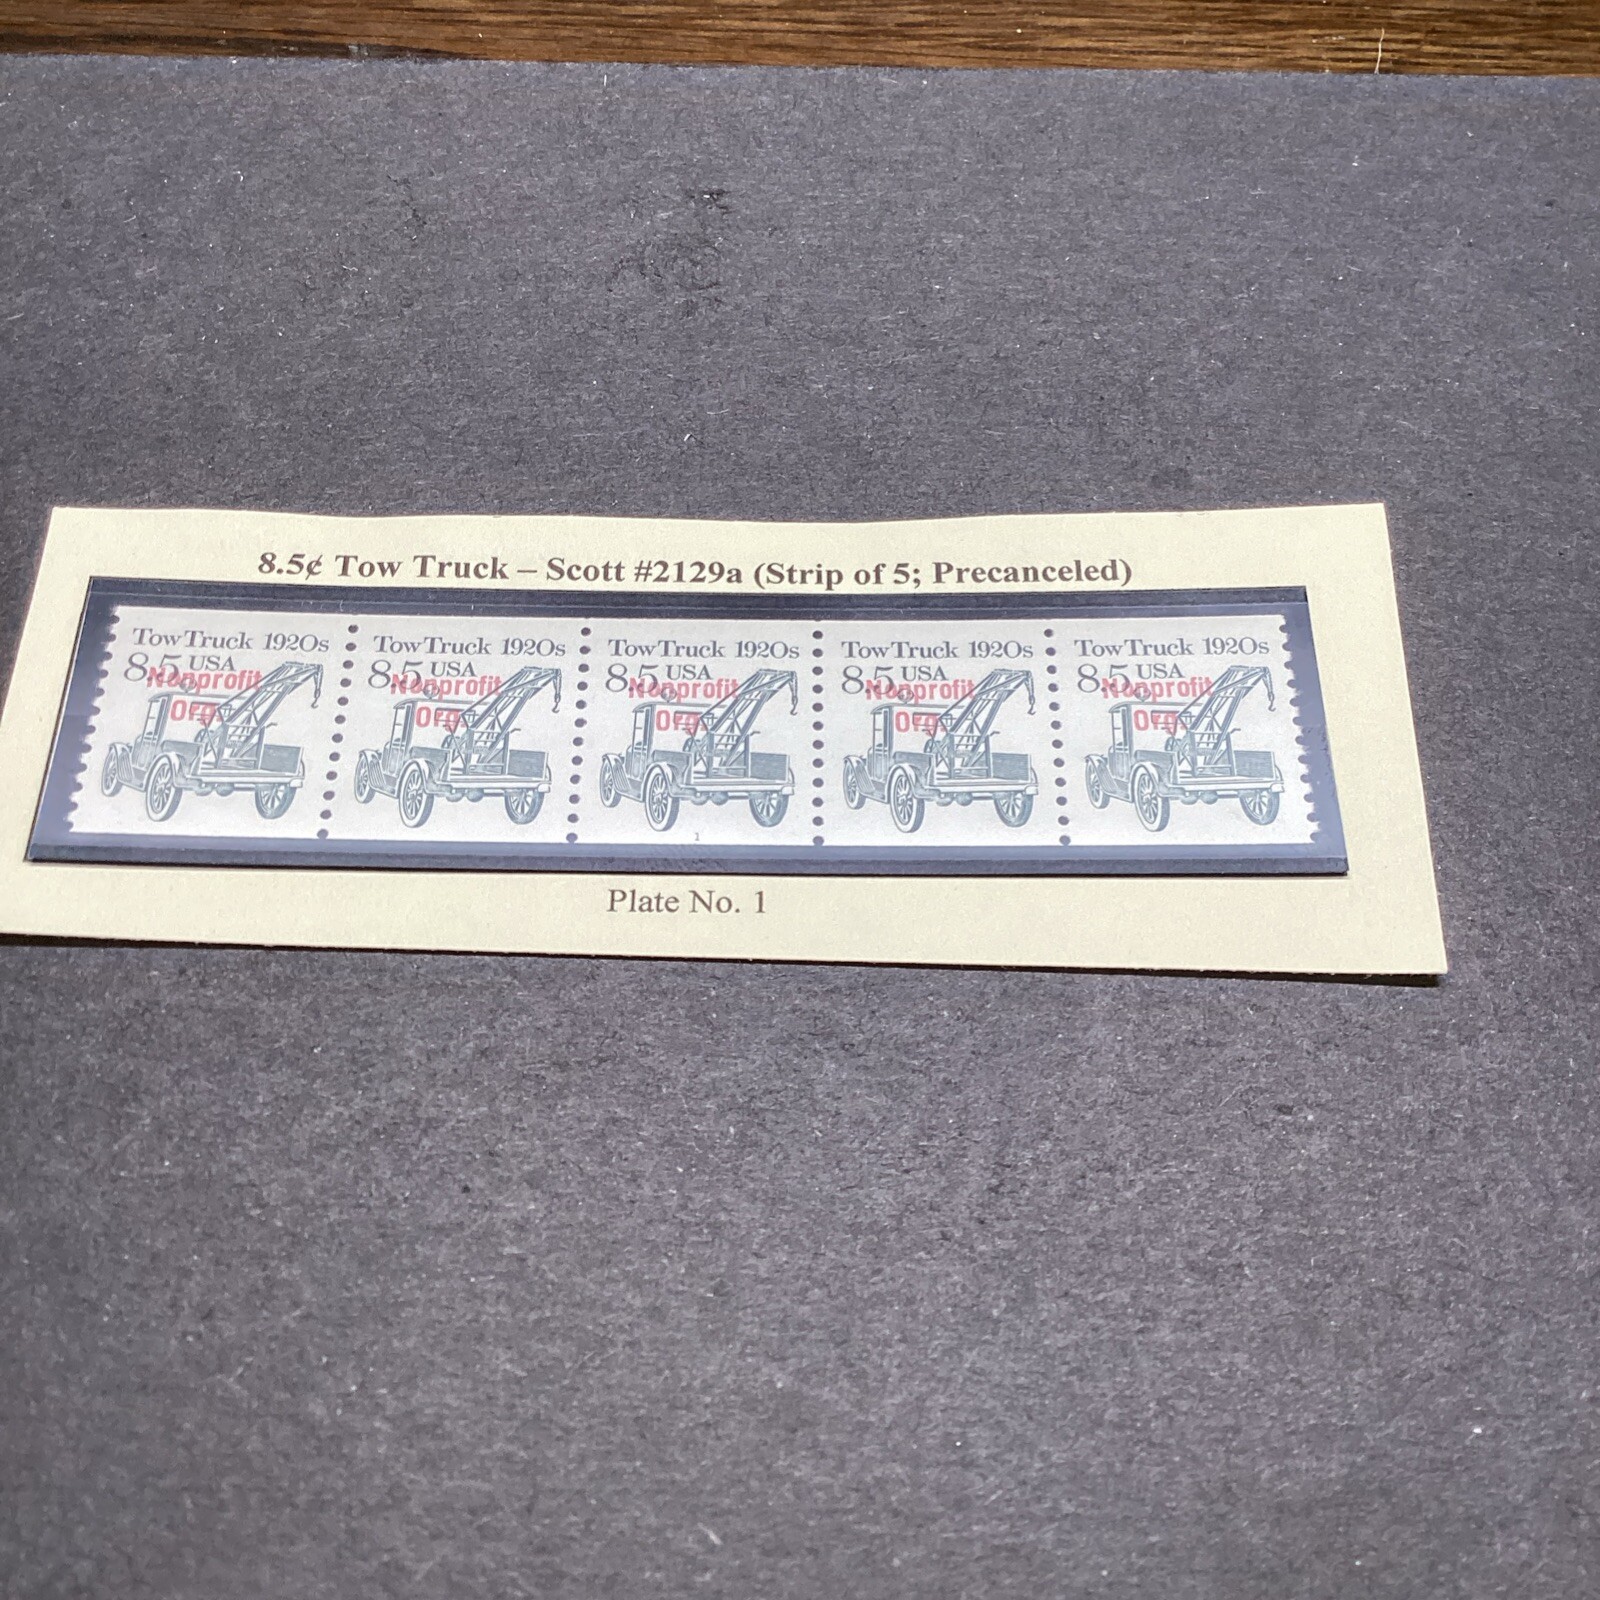 8.5¢ Tow Truck – Scott #2129a (Strip of 5; Precanceled)
Tow Truck 1920s Tow Truck 1920s Tow Truck 1920s Tow Truck 1920s Tow Truck 1920s
8.5 USA 8.5 USA 8.5 USA 8.5 USA 8.5 USA
Nonprofit Nonprofit Nonprofit Nonprofit Nonprofit
Org. Org. Org. Org. Org.
1
Plate No. 1